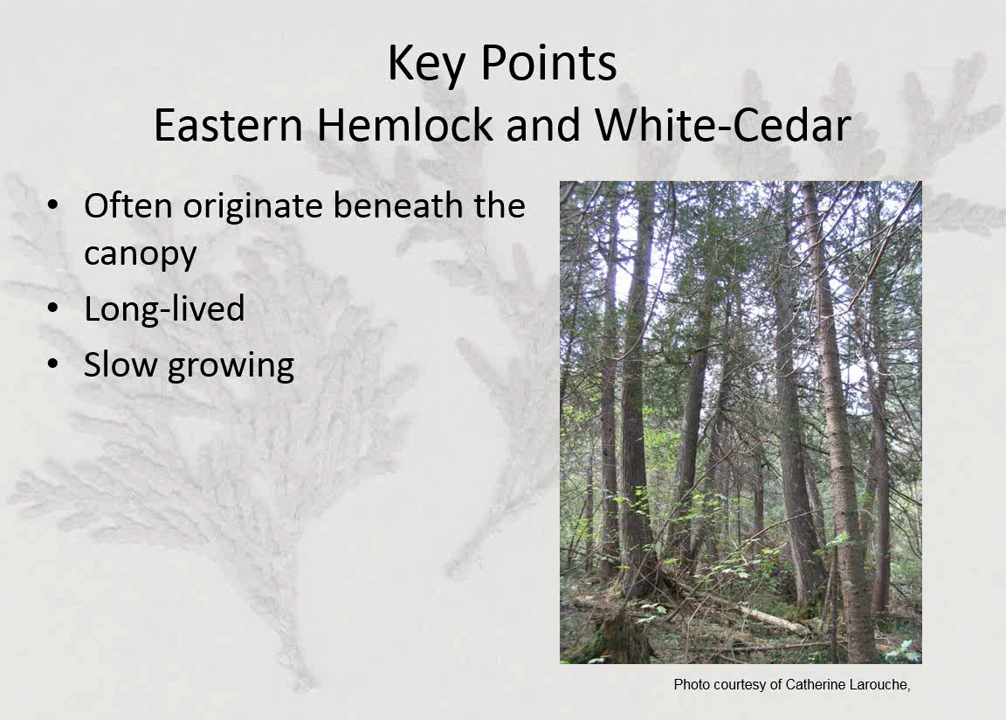 Key Points
Eastern Hemlock and White-Cedar
• Often originate beneath the
canopy
• Long-lived
• Slow growing
Photo courtesy of Catherine Larouche,